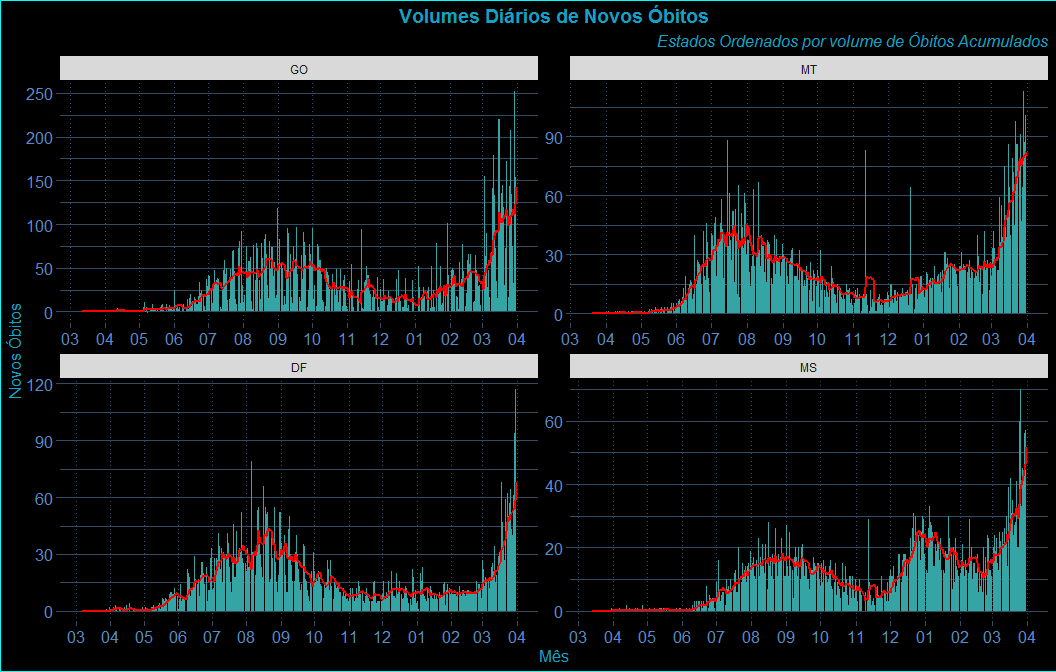 Volumes Diários de Novos Óbitos
Estados Ordenados por volume de Óbitos Acumulados
GO
MT
250
200
150
100
50
0
90
60
30
0
03 04 05 06 07 08 09 10 11 12 01 02 03 04
03 04 05 06 07 08 09 10 11 12 01 02 03 04
Novos Óbitos
DF
MS
120
90
60
30
0
60
40
20
0
03 04 05 06 07 08 09 10 11 12 01 02 03 04
03 04 05 06 07 08 09 10 11 12 01 02 03 04
Mês